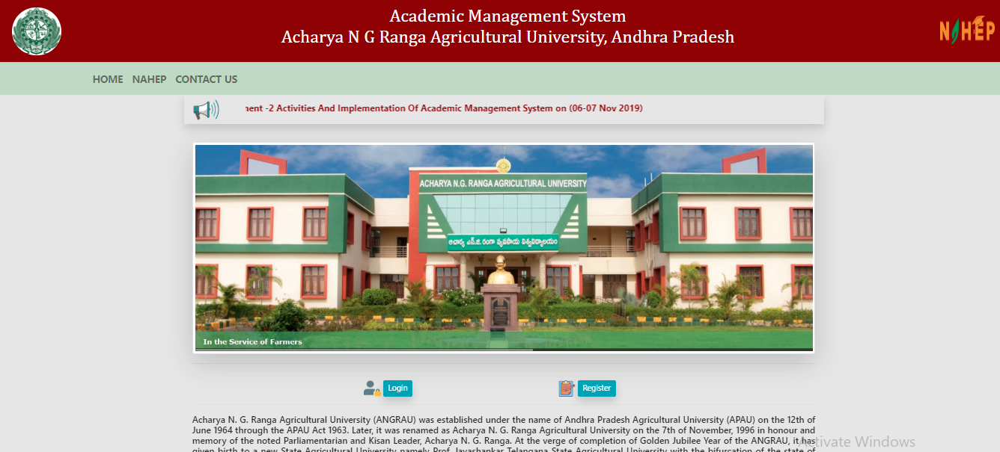 Academic Management System
Acharya N G Ranga Agricultural University, Andhra Pradesh
NAHEP
HOME NAHEP CONTACT US
ment -2 Activities And Implementation Of Academic Management System on (06-07 Nov 2019)
ACHARYA N.G. RANGA AGRICULTURAL UNIVERSITY
ఆచార్య ఎన్.జి. రంగా వ్యవసాయ విశ్వవిద్యాలయం
In the Service of Farmers
Login Register
Acharya N. G. Ranga Agricultural University (ANGRAU) was established under the name of Andhra Pradesh Agricultural University (APAU) on the 12th of
June 1964 through the APAU Act 1963. Later, it was renamed as Acharya N. G. Ranga Agricultural University on the 7th of November, 1996 in honour and
memory of the noted Parliamentarian and Kisan Leader, Acharya N. G. Ranga. At the verge of completion of Golden Jubilee Year of the ANGRAU, it has
given birth to a new State Agricultural University namely Prof. Jayashankar Telangana State Agricultural University with the bifurcation of the state of
Activate Windows